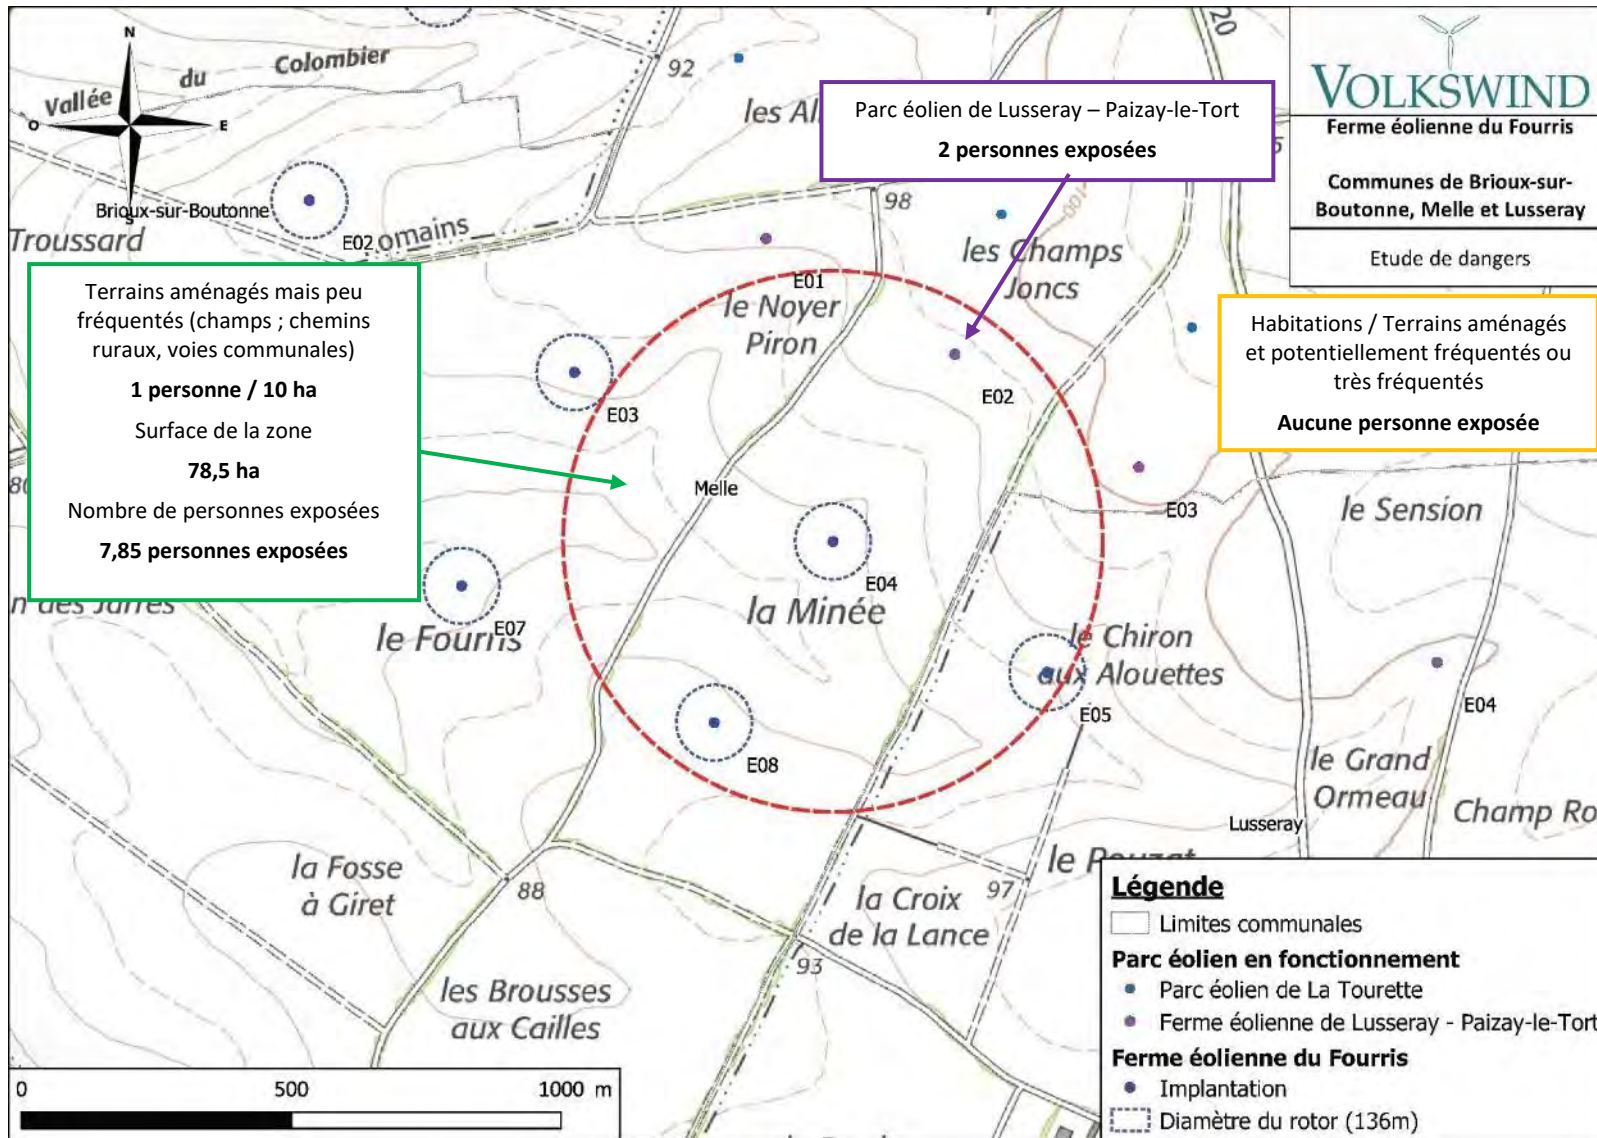 N
O
E
S
Vallée du Colombier
92
20
les Al
Parc éolien de Lusseray – Paizay-le-Tort
2 personnes exposées
VOLKSWIND
Ferme éolienne du Fourris
Communes de Brioux-sur-
Boutonne, Melle et Lusseray
Etude de dangers
Brioux-sur-Boutonne
Troussard
E02
omains
98
100
les Champs
Joncs
Terrains aménagés mais peu
fréquentés (champs ; chemins
ruraux, voies communales)
1 personne / 10 ha
Surface de la zone
78,5 ha
Nombre de personnes exposées
7,85 personnes exposées
E01
le Noyer
Piron
Habitations / Terrains aménagés
et potentiellement fréquentés ou
très fréquentés
Aucune personne exposée
E03
E02
80
Melle
E03
le Sension
E04
la Minée
n des Jarres
le Fourris
E07
le Chiron
aux Alouettes
E05
E04
E08
le Grand
Ormeau
Champ Ro
Lusseray
la Fosse
à Giret
88
le Pouzat
97
la Croix
de la Lance
93
les Brousses
aux Cailles
Légende
Limites communales
Parc éolien en fonctionnement
Parc éolien de La Tourette
Ferme éolienne de Lusseray - Paizay-le-Tort
Ferme éolienne du Fourris
Implantation
Diamètre du rotor (136m)
0 500 1000 m